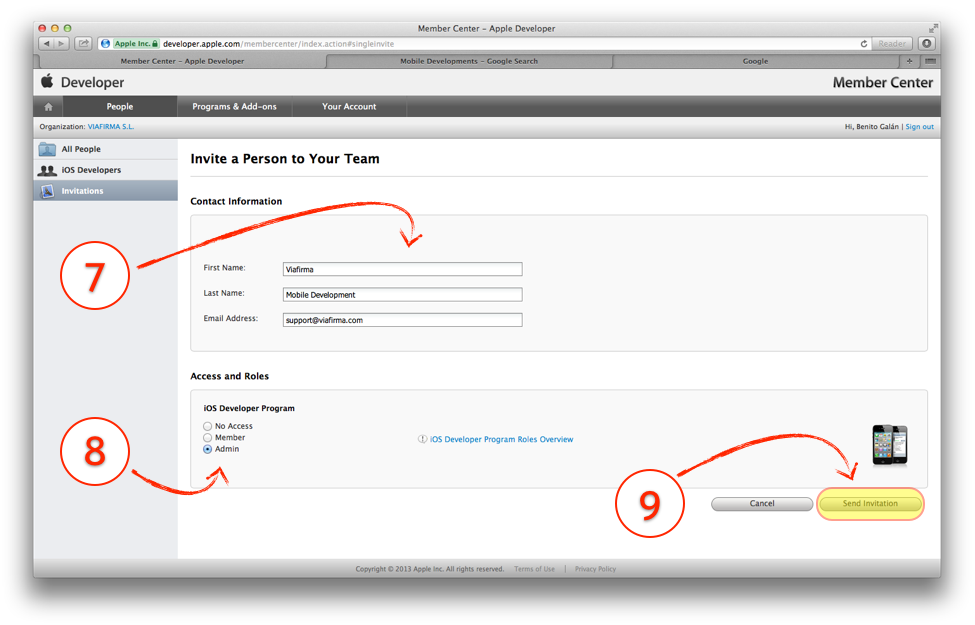 Member Center – Apple Developer
Apple Inc. developer.apple.com/membercenter/index.action#singleinvite Reader
Member Center – Apple Developer Mobile Developments – Google Search Google +
Developer Member Center
People Programs & Add-ons Your Account
Organization: VIAFIRMA S.L. Hi, Benito Galán | Sign out
All People
iOS Developers
Invitations
Invite a Person to Your Team
Contact Information
7
First Name: Viafirma
Last Name: Mobile Development
Email Address: support@viafirma.com
Access and Roles
iOS Developer Program
No Access
Member
Admin
iOS Developer Program Roles Overview
8
9
Cancel Send Invitation
Copyright © 2013 Apple Inc. All rights reserved. Terms of Use | Privacy Policy